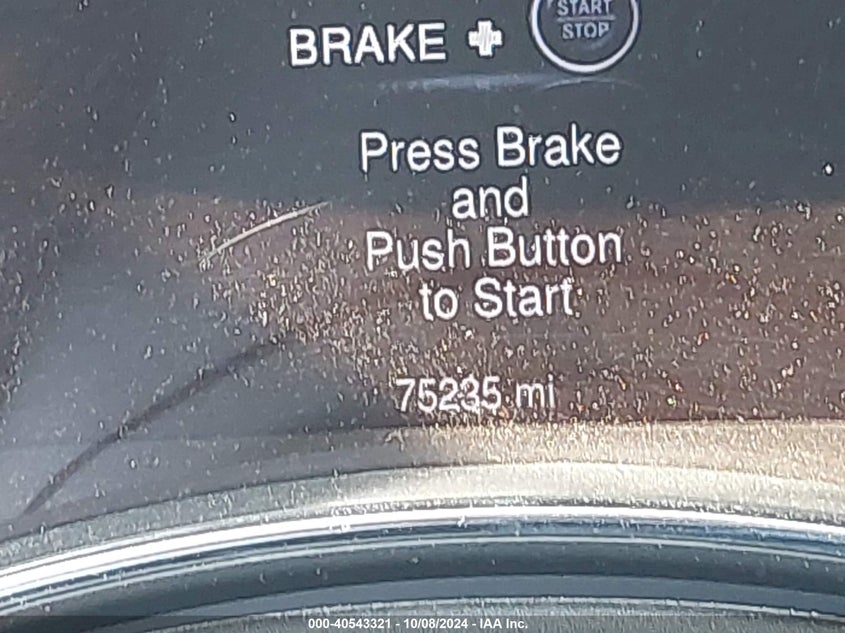 START
STOP
BRAKE +
Press Brake
and
Push Button
to Start
75235 mi
000-40543321 - 10/08/2024 - IAA Inc.